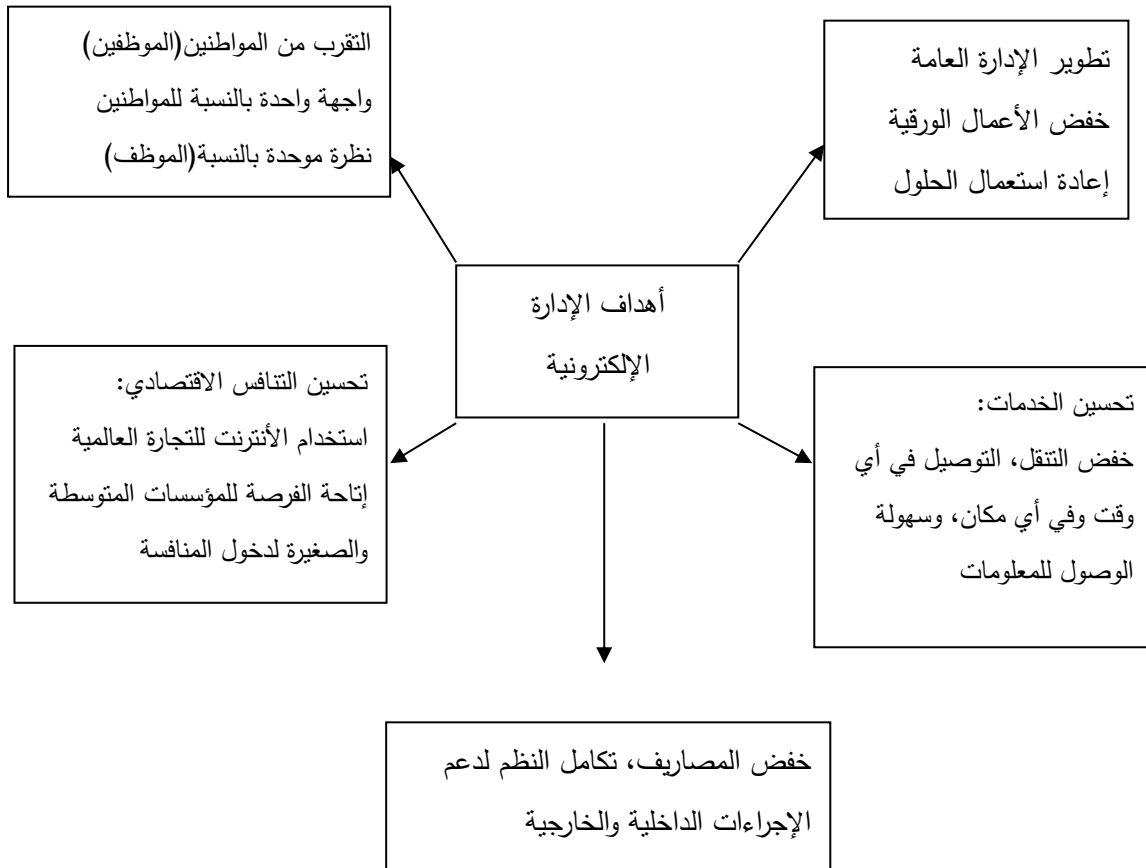 تطوير الإدارة العامة
خفض الأعمال الورقية
إعادة استعمال الحلول
التقرب من المواطنين(الموظفين)
واجهة واحدة بالنسبة للمواطنين
نظرة موحدة بالنسبة(الموظف)
أهداف الإدارة
الإلكترونية
تحسين الخدمات:
خفض التنقل، التوصيل في أي
وقت وفي أي مكان، وسهولة
الوصول للمعلومات
تحسين التنافس الاقتصادي:
استخدام الأنترنت للتجارة العالمية
إتاحة الفرصة للمؤسسات المتوسطة
والصغيرة لدخول المنافسة
خفض المصاريف، تكامل النظم لدعم
الإجراءات الداخلية والخارجية